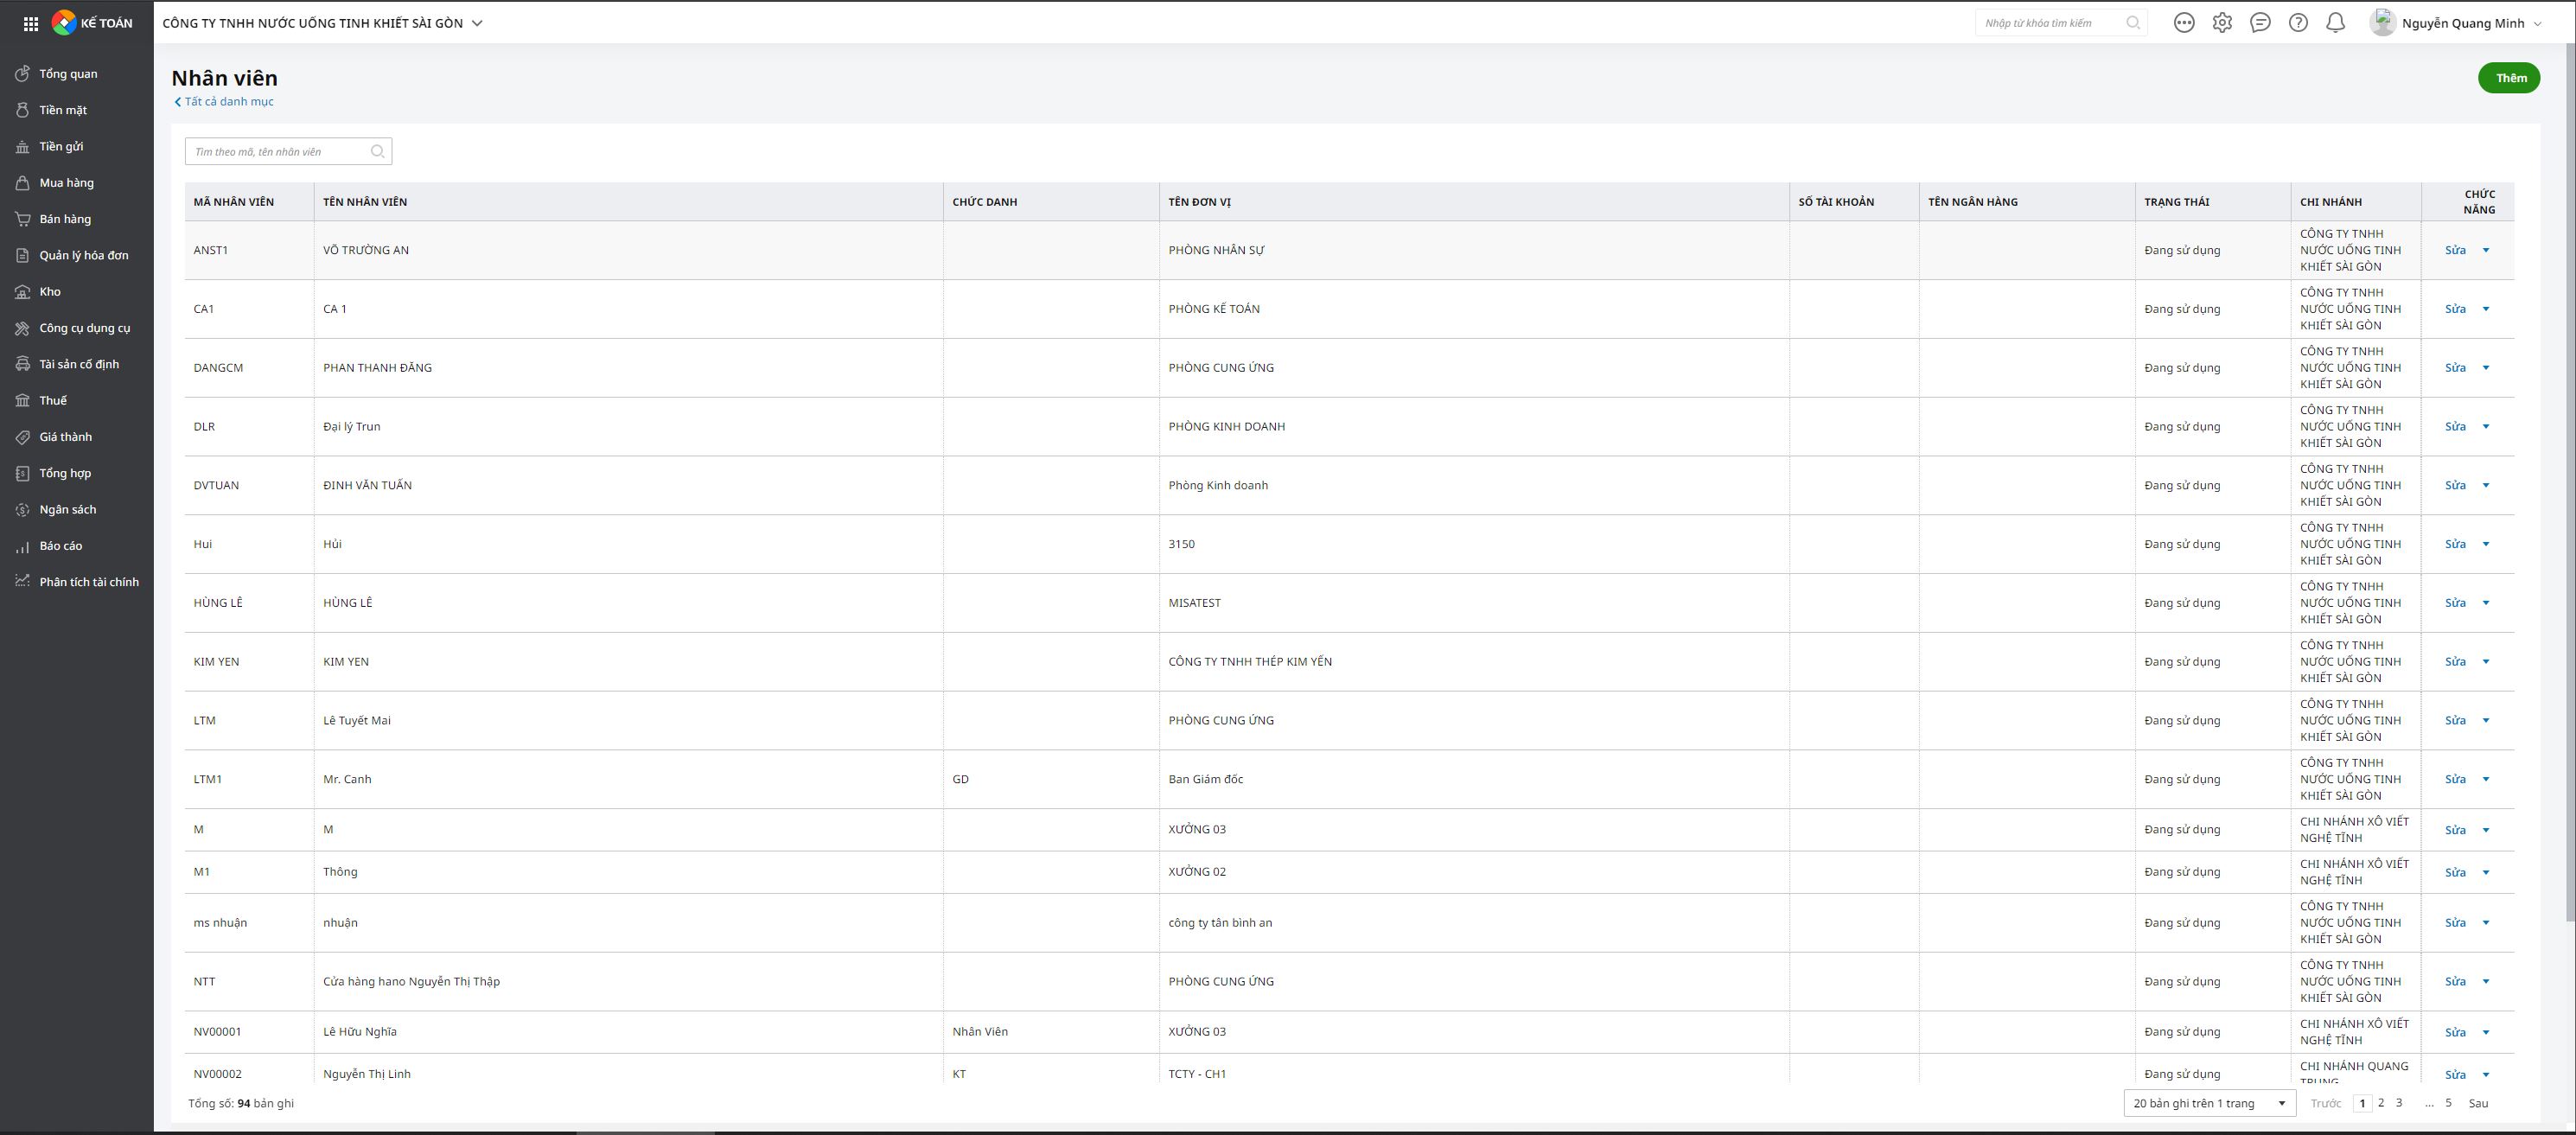 KẾ TOÁN
CÔNG TY TNHH NƯỚC UỐNG TINH KHIẾT SÀI GÒN
Nhập từ khóa tìm kiếm
Nguyễn Quang Minh
Tổng quan
Tiền mặt
Tiền gửi
Mua hàng
Bán hàng
Quản lý hóa đơn
Kho
Công cụ dụng cụ
Tài sản cố định
Thuế
Giá thành
Tổng hợp
Ngân sách
Báo cáo
Phân tích tài chính
Nhân viên
Tất cả danh mục
Thêm
Tìm theo mã, tên nhân viên
MÃ NHÂN VIÊN TÊN NHÂN VIÊN CHỨC DANH TÊN ĐƠN VỊ SỐ TÀI KHOẢN TÊN NGÂN HÀNG TRẠNG THÁI CHI NHÁNH CHỨC NĂNG
ANST1 VÕ TRƯỜNG AN PHÒNG NHÂN SỰ Đang sử dụng CÔNG TY TNHH NƯỚC UỐNG TINH KHIẾT SÀI GÒN Sửa
CA1 CA 1 PHÒNG KẾ TOÁN Đang sử dụng CÔNG TY TNHH NƯỚC UỐNG TINH KHIẾT SÀI GÒN Sửa
DANGCM PHAN THANH ĐĂNG PHÒNG CUNG ỨNG Đang sử dụng CÔNG TY TNHH NƯỚC UỐNG TINH KHIẾT SÀI GÒN Sửa
DLR Đại lý Trun PHÒNG KINH DOANH Đang sử dụng CÔNG TY TNHH NƯỚC UỐNG TINH KHIẾT SÀI GÒN Sửa
DVTUAN ĐINH VĂN TUẤN Phòng Kinh doanh Đang sử dụng CÔNG TY TNHH NƯỚC UỐNG TINH KHIẾT SÀI GÒN Sửa
Hui Húi 3150 Đang sử dụng CÔNG TY TNHH NƯỚC UỐNG TINH KHIẾT SÀI GÒN Sửa
HÙNG LÊ HÙNG LÊ MISATEST Đang sử dụng CÔNG TY TNHH NƯỚC UỐNG TINH KHIẾT SÀI GÒN Sửa
KIM YEN KIM YEN CÔNG TY TNHH THÉP KIM YẾN Đang sử dụng CÔNG TY TNHH NƯỚC UỐNG TINH KHIẾT SÀI GÒN Sửa
LTM Lê Tuyết Mai PHÒNG CUNG ỨNG Đang sử dụng CÔNG TY TNHH NƯỚC UỐNG TINH KHIẾT SÀI GÒN Sửa
LTM1 Mr. Canh GD Ban Giám đốc Đang sử dụng CÔNG TY TNHH NƯỚC UỐNG TINH KHIẾT SÀI GÒN Sửa
M M XƯỞNG 03 Đang sử dụng CHI NHÁNH XÔ VIẾT NGHỆ TĨNH Sửa
M1 Thông XƯỞNG 02 Đang sử dụng CHI NHÁNH XÔ VIẾT NGHỆ TĨNH Sửa
ms nhuận nhuận công ty tân bình an Đang sử dụng CÔNG TY TNHH NƯỚC UỐNG TINH KHIẾT SÀI GÒN Sửa
NTT Cửa hàng hano Nguyễn Thị Thập PHÒNG CUNG ỨNG Đang sử dụng CÔNG TY TNHH NƯỚC UỐNG TINH KHIẾT SÀI GÒN Sửa
NV00001 Lê Hữu Nghĩa Nhân Viên XƯỞNG 03 Đang sử dụng CHI NHÁNH XÔ VIẾT NGHỆ TĨNH Sửa
NV00002 Nguyễn Thị Linh KT TCTY - CH1 Đang sử dụng CHI NHÁNH QUANG TRUNG Sửa
Tổng số: 94 bản ghi
20 bản ghi trên 1 trang Trước 1 2 3 ... 5 Sau